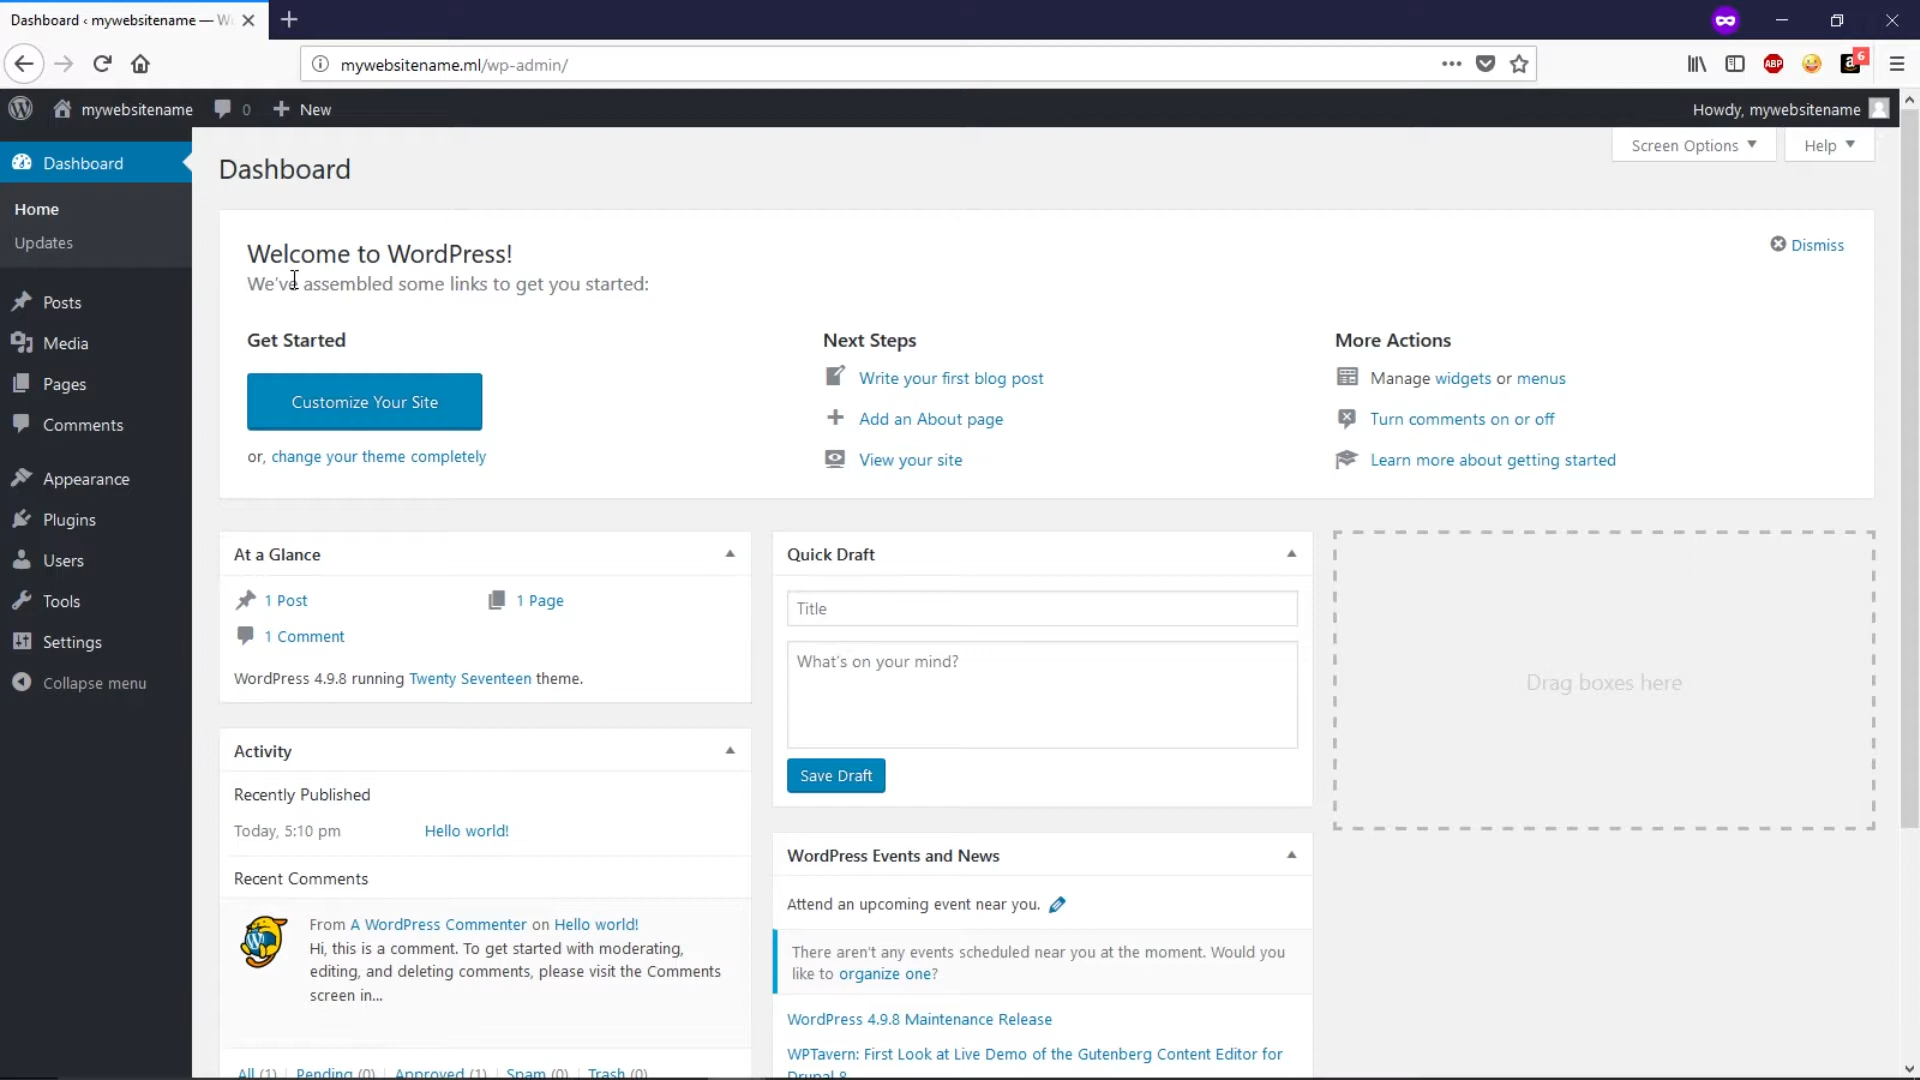 Dashboard ‹ mywebsitename — W
mywebsitename.ml/wp-admin/
ABP
6
mywebsitename 0 New
Howdy, mywebsitename
Dashboard
Home
Updates
Posts
Media
Pages
Comments
Appearance
Plugins
Users
Tools
Settings
Collapse menu
Screen Options
Help
Dashboard
Welcome to WordPress!
We've assembled some links to get you started:
Dismiss
Get Started
Customize Your Site
or, change your theme completely
Next Steps
Write your first blog post
Add an About page
View your site
More Actions
Manage widgets or menus
Turn comments on or off
Learn more about getting started
At a Glance
1 Post
1 Page
1 Comment
WordPress 4.9.8 running Twenty Seventeen theme.
Activity
Recently Published
Today, 5:10 pm Hello world!
Recent Comments
From A WordPress Commenter on Hello world!
Hi, this is a comment. To get started with moderating,
editing, and deleting comments, please visit the Comments
screen in...
All (1) | Pending (0) | Approved (1) | Spam (0) | Trash (0)
Quick Draft
Title
What's on your mind?
Save Draft
WordPress Events and News
Attend an upcoming event near you.
There aren't any events scheduled near you at the moment. Would you
like to organize one?
WordPress 4.9.8 Maintenance Release
WPTavern: First Look at Live Demo of the Gutenberg Content Editor for
Drupal 8
Drag boxes here